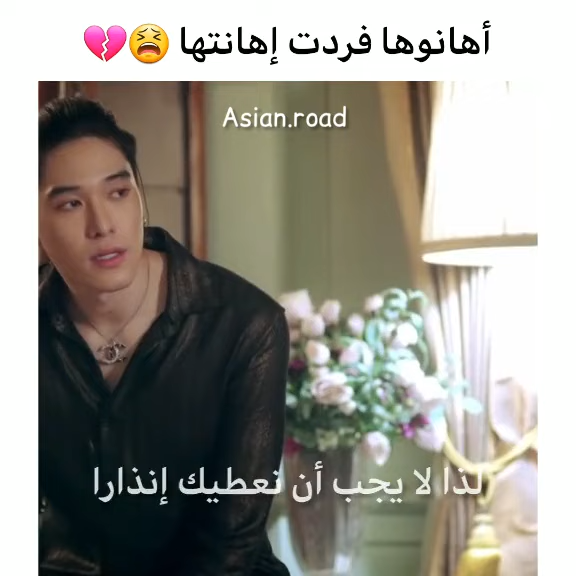 أهانوها فردت إهانتها 😫💔
Asian.road
لذا لا يجب أن نعطيك إنذارا